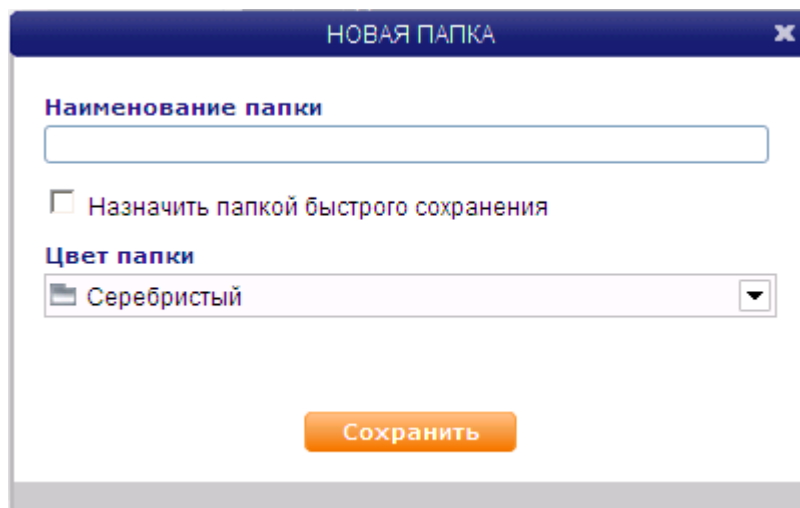 НОВАЯ ПАПКА
Наименование папки
Назначить папкой быстрого сохранения
Цвет папки
Серебристый
Сохранить